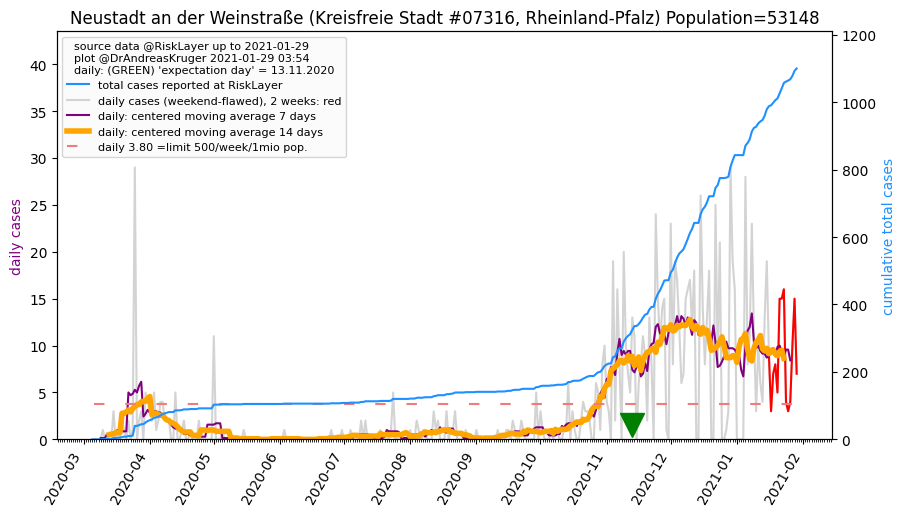 Neustadt an der Weinstraße (Kreisfreie Stadt #07316, Rheinland-Pfalz) Population=53148
source data @RiskLayer up to 2021-01-29
plot @DrAndreasKruger 2021-01-29 03:54
daily: (GREEN) 'expectation day' = 13.11.2020
total cases reported at RiskLayer
daily cases (weekend-flawed), 2 weeks: red
daily: centered moving average 7 days
daily: centered moving average 14 days
daily 3.80 =limit 500/week/1mio pop.
daily cases
40
35
30
25
20
15
10
5
0
cumulative total cases
1200
1000
800
600
400
200
0
2020-03
2020-04
2020-05
2020-06
2020-07
2020-08
2020-09
2020-10
2020-11
2020-12
2021-01
2021-02